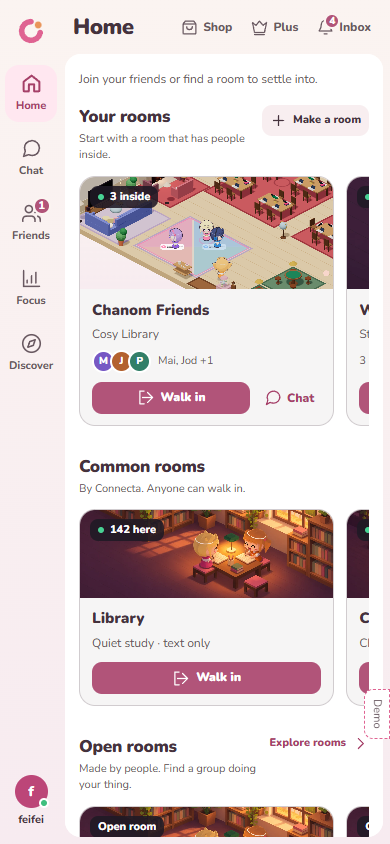 Home
Shop
Plus
4
Inbox
Home
Chat
1
Friends
Focus
Discover
f
feifei
Join your friends or find a room to settle into.
Your rooms
Start with a room that has people
inside.
Make a room
3 inside
Chanom Friends
Cosy Library
M J P Mai, Jod +1
Walk in
Chat
3
Common rooms
By Connecta. Anyone can walk in.
142 here
Library
Quiet study · text only
Walk in
Demo
Open rooms
Explore rooms
Made by people. Find a group doing
your thing.
Open room